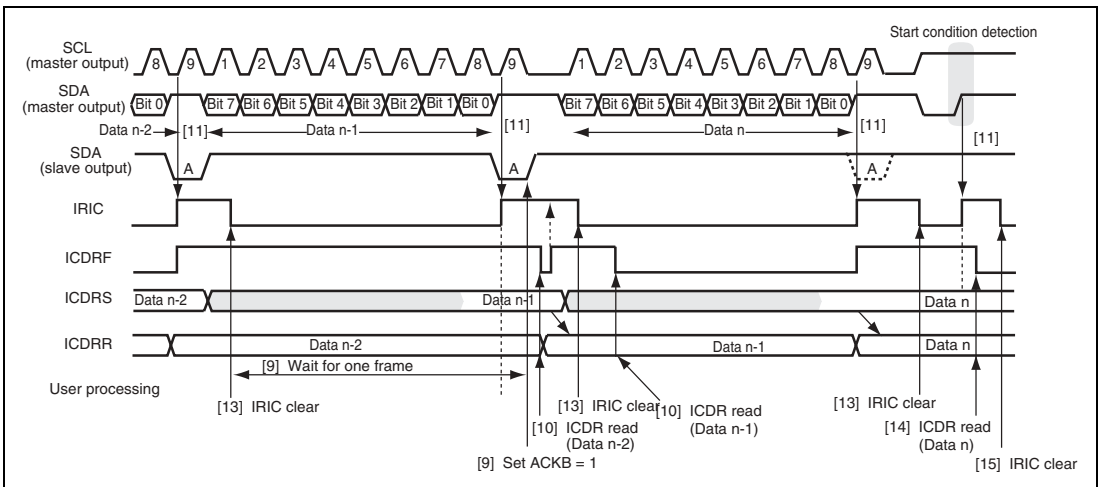 Start condition detection
SCL
(master output)
8 9 1 2 3 4 5 6 7 8 9 1 2 3 4 5 6 7 8 9
SDA
(master output)
Bit 0 Bit 7 Bit 6 Bit 5 Bit 4 Bit 3 Bit 2 Bit 1 Bit 0 Bit 7 Bit 6 Bit 5 Bit 4 Bit 3 Bit 2 Bit 1 Bit 0
Data n-2 [11] Data n-1 [11] Data n [11] [11]
SDA
(slave output)
A A A
IRIC
ICDRF
ICDRS
Data n-2 Data n-1 Data n
ICDRR
Data n-2 Data n-1 Data n
User processing
[9] Wait for one frame
[13] IRIC clear
[13] IRIC clear
[10] ICDR read
(Data n-1)
[13] IRIC clear
[10] ICDR read
(Data n-2)
[14] ICDR read
(Data n)
[9] Set ACKB = 1
[15] IRIC clear